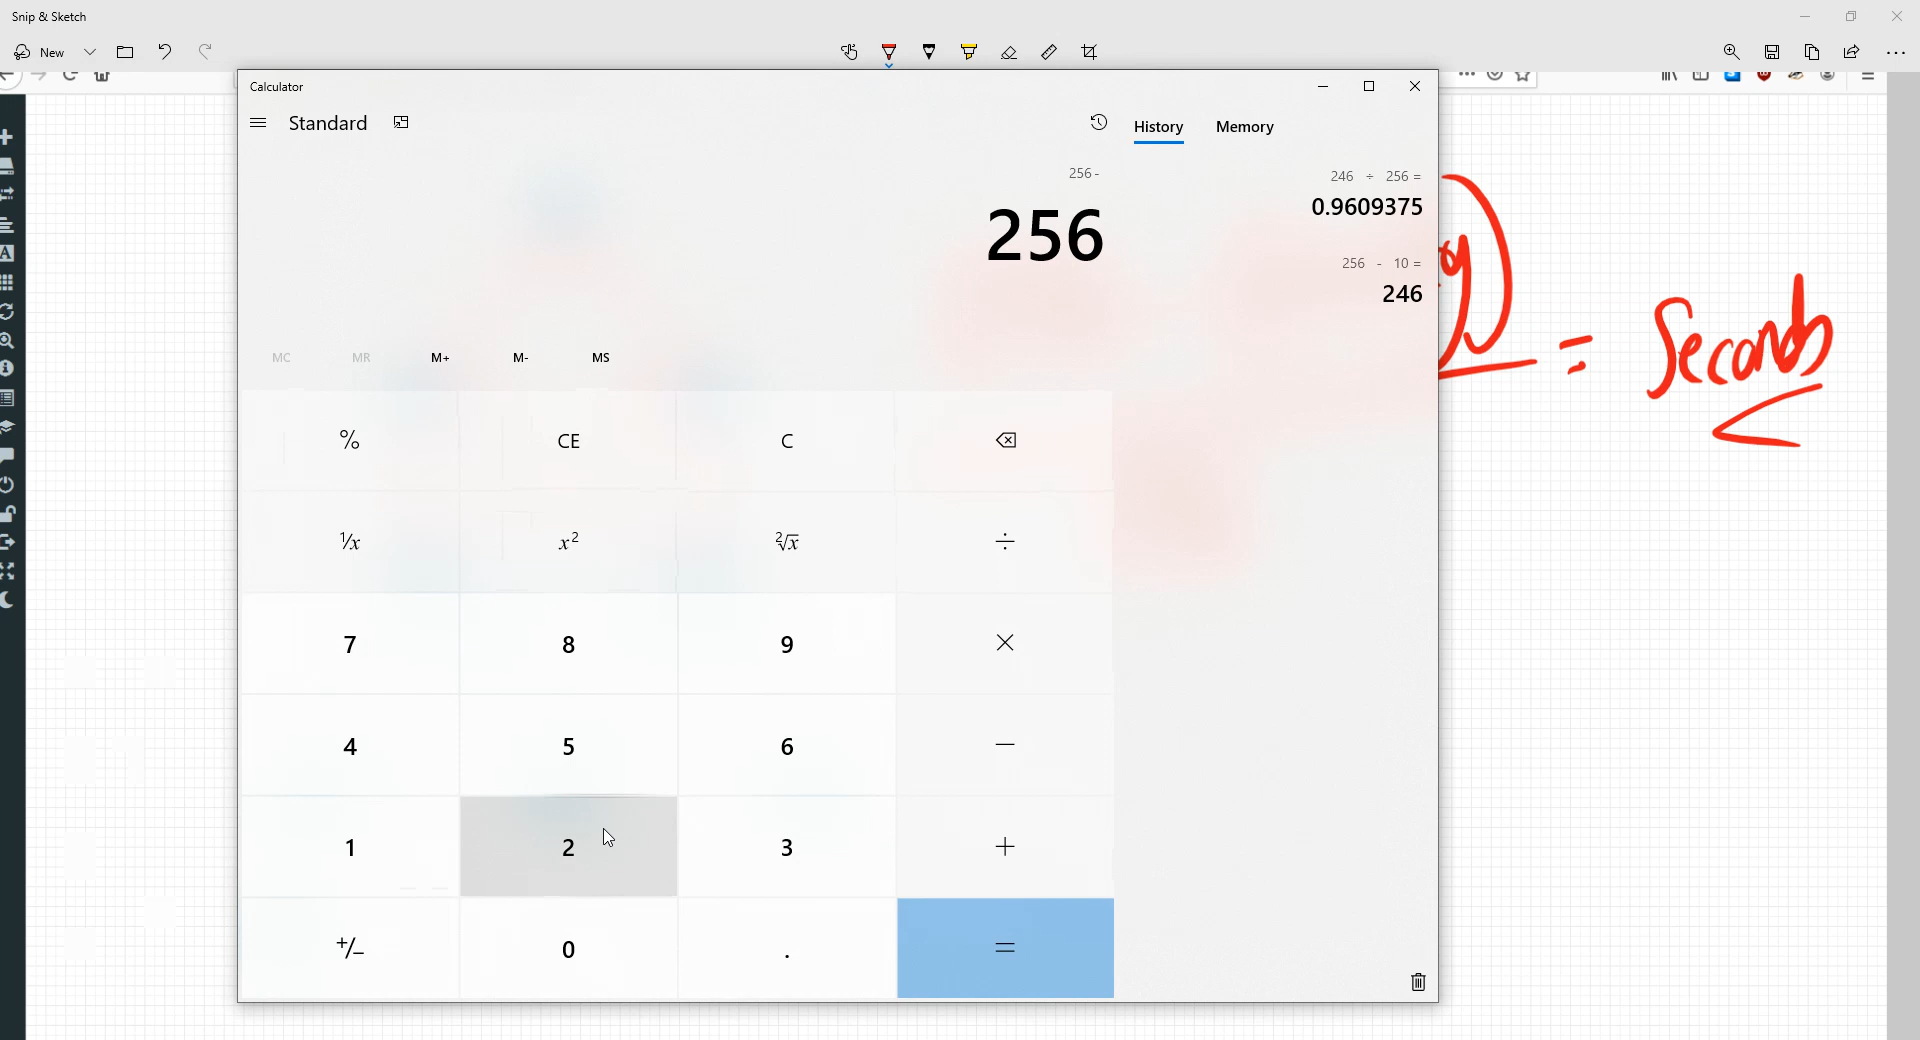 Snip & Sketch
New
Calculator
Standard
History
Memory
256-
256
246 ÷ 256 =
0.9609375
256 - 10 =
246
= Seconds
MC MR M+ M- MS
% CE C
⅟x x² ²√x ÷
7 8 9 ×
4 5 6 −
1 2 3 +
+/− 0 . =